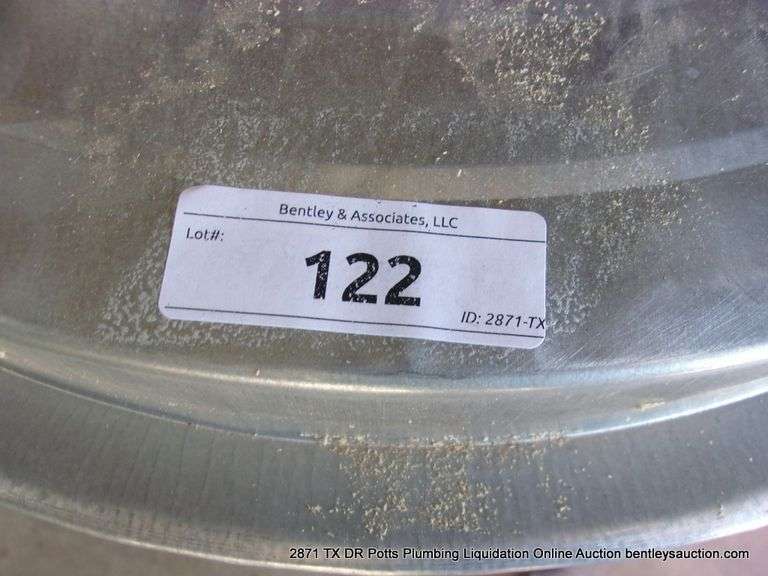 Bentley & Associates, LLC
Lot#:
122
ID: 2871-TX
2871 TX DR Potts Plumbing Liquidation Online Auction bentleysauction.com